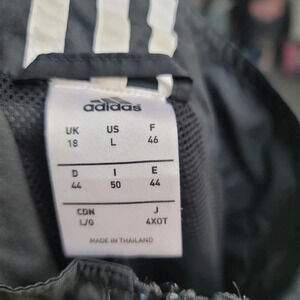 adidas
UK US F
18 L 46
D I E
44 50 44
CDN J
L/G 4XOT
MADE IN THAILAND